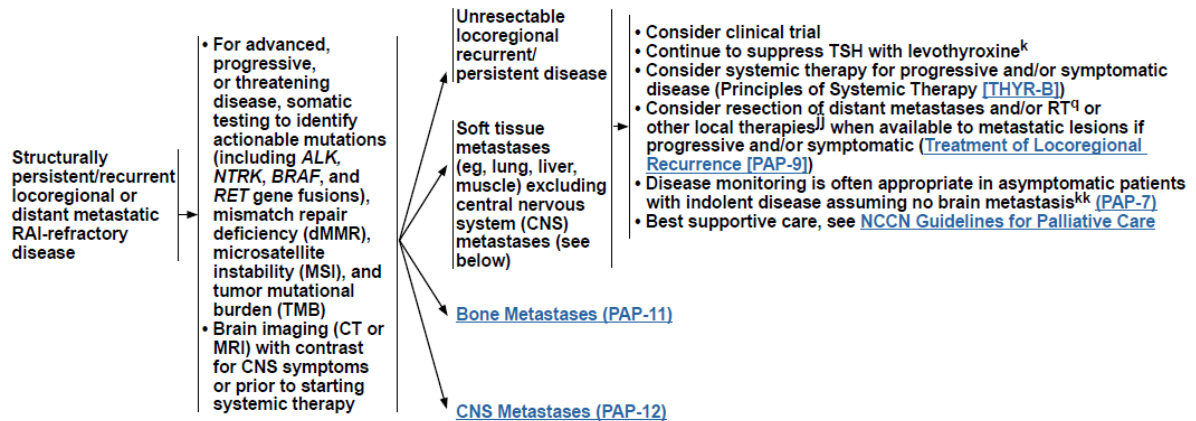 Structurally
persistent/recurrent
locoregional or
distant metastatic
RAI-refractory
disease
• For advanced,
progressive,
or threatening
disease, somatic
testing to identify
actionable mutations
(including ALK,
NTRK, BRAF, and
RET gene fusions),
mismatch repair
deficiency (dMMR),
microsatellite
instability (MSI), and
tumor mutational
burden (TMB)
• Brain imaging (CT or
MRI) with contrast
for CNS symptoms
or prior to starting
systemic therapy
Unresectable
locoregional
recurrent/
persistent disease
Soft tissue
metastases
(eg, lung, liver,
muscle) excluding
central nervous
system (CNS)
metastases (see
below)
Bone Metastases (PAP-11)
CNS Metastases (PAP-12)
• Consider clinical trial
• Continue to suppress TSH with levothyroxinek
• Consider systemic therapy for progressive and/or symptomatic
disease (Principles of Systemic Therapy [THYR-B])
• Consider resection of distant metastases and/or RTq or
other local therapiesjj when available to metastatic lesions if
progressive and/or symptomatic (Treatment of Locoregional
Recurrence [PAP-9])
• Disease monitoring is often appropriate in asymptomatic patients
with indolent disease assuming no brain metastasiskk (PAP-7)
• Best supportive care, see NCCN Guidelines for Palliative Care